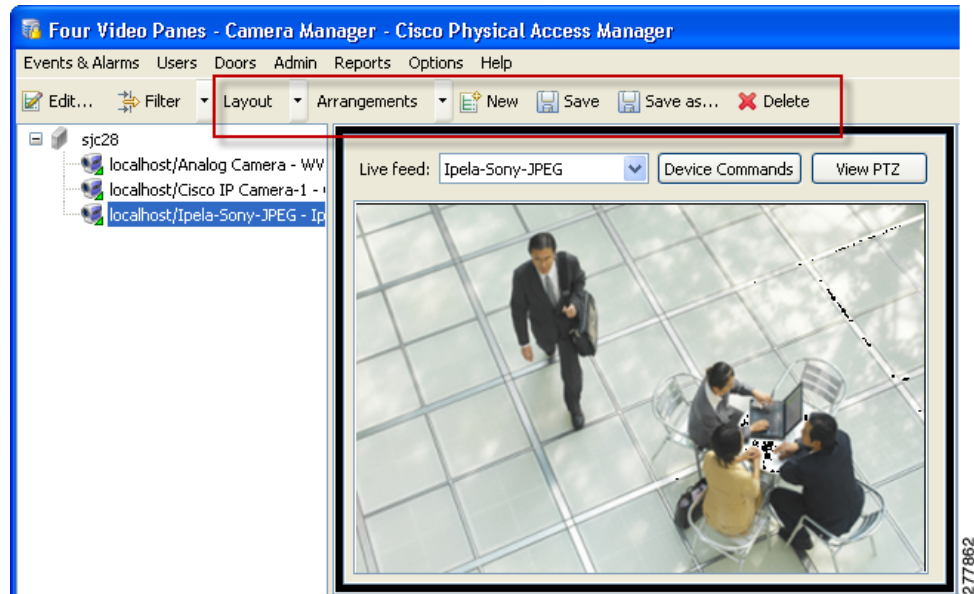 Four Video Panes - Camera Manager - Cisco Physical Access Manager
Events & Alarms Users Doors Admin Reports Options Help
Edit... Filter Layout Arrangements New Save Save as... Delete
sjc28
localhost/Analog Camera - WV
localhost/Cisco IP Camera-1 -
localhost/Ipela-Sony-JPEG - Ip
Live feed: Ipela-Sony-JPEG Device Commands View PTZ
277862